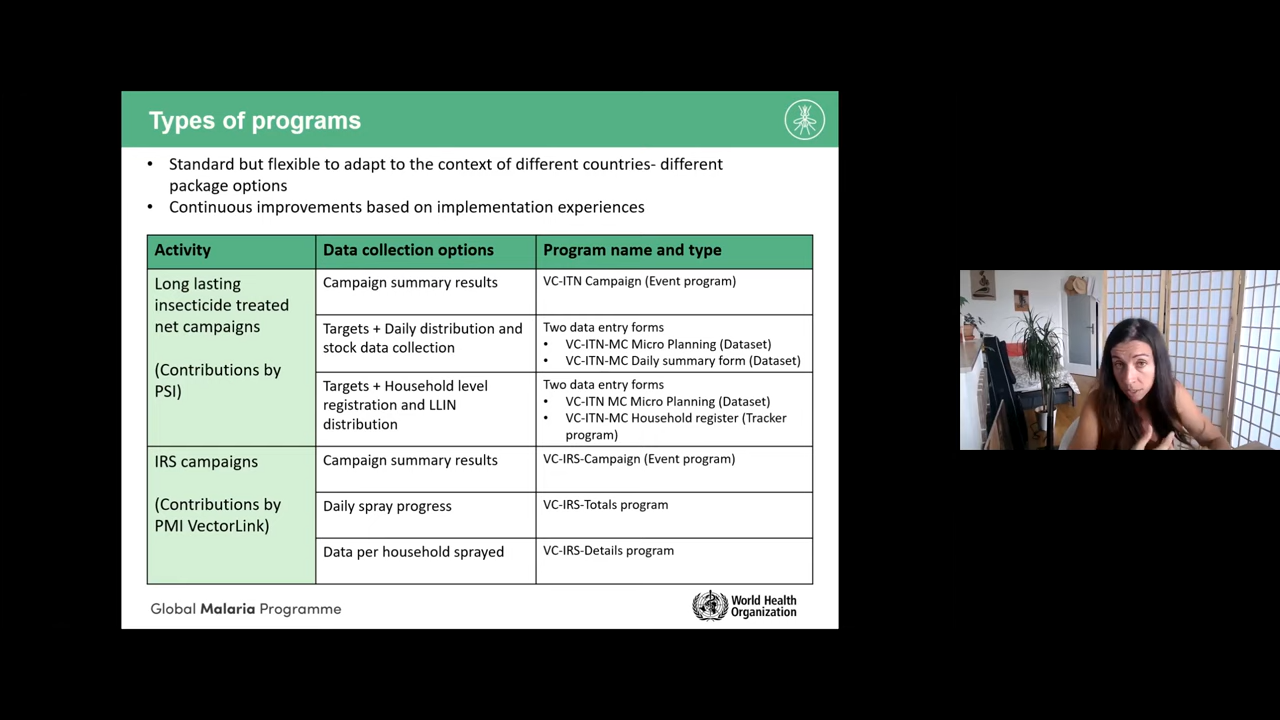 Types of programs
• Standard but flexible to adapt to the context of different countries- different
package options
• Continuous improvements based on implementation experiences
Activity
Data collection options
Program name and type
Long lasting
insecticide treated
net campaigns
(Contributions by
PSI)
Campaign summary results
VC-ITN Campaign (Event program)
Targets + Daily distribution and
stock data collection
Two data entry forms
• VC-ITN-MC Micro Planning (Dataset)
• VC-ITN-MC Daily summary form (Dataset)
Targets + Household level
registration and LLIN
distribution
Two data entry forms
• VC-ITN MC Micro Planning (Dataset)
• VC-ITN-MC Household register (Tracker
program)
IRS campaigns
(Contributions by
PMI VectorLink)
Campaign summary results
VC-IRS-Campaign (Event program)
Daily spray progress
VC-IRS-Totals program
Data per household sprayed
VC-IRS-Details program
Global Malaria Programme
World Health
Organization